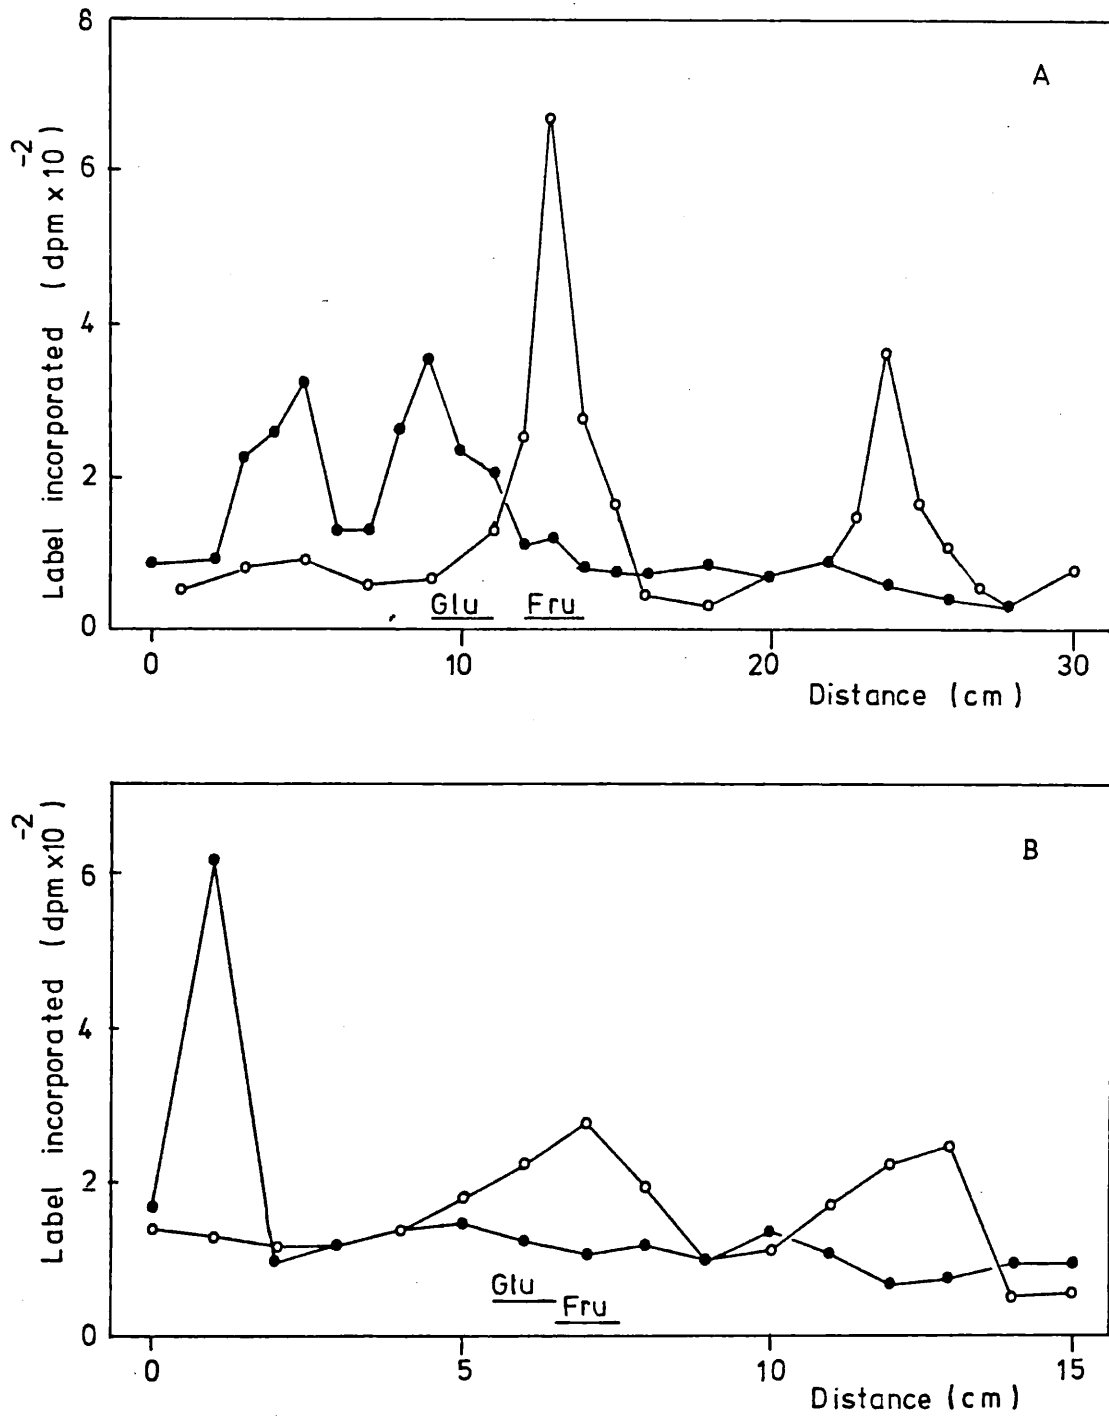 8
A
6
4
2
0
Label incorporated (dpm x 10⁻²)
Glu Fru
0 10 20 30
Distance (cm)
B
6
4
2
0
Label incorporated (dpm x10⁻²)
Glu
Fru
0 5 10 15
Distance (cm)